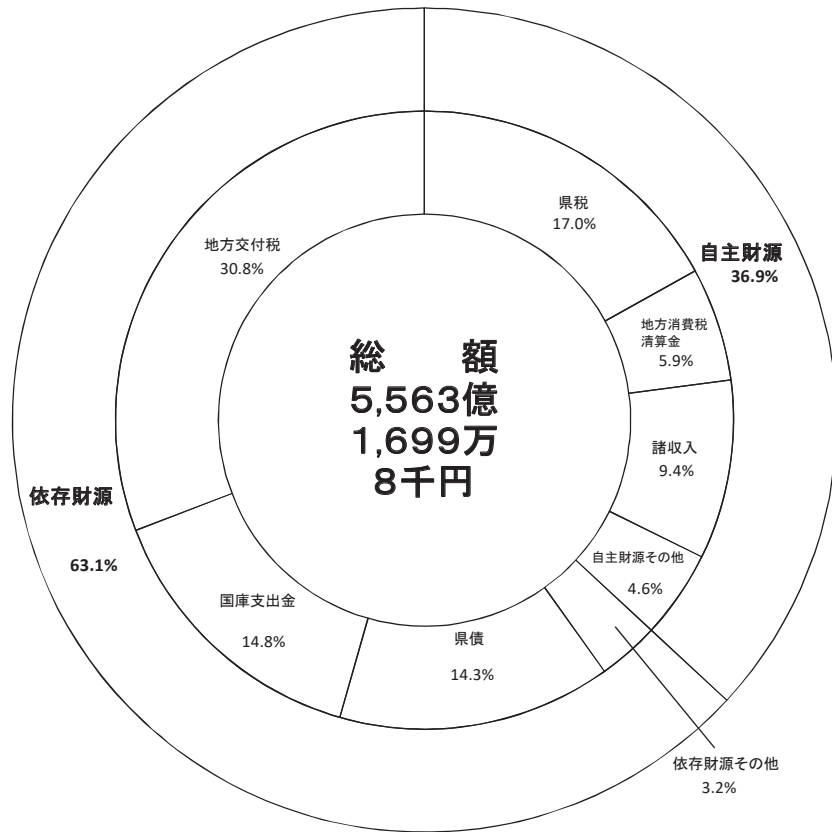 県税
17.0%
地方交付税
30.8%
自主財源
36.9%
地方消費税
清算金
5.9%
総 額
5,563億
1,699万
8千円
諸収入
9.4%
依存財源
63.1%
自主財源その他
4.6%
国庫支出金
14.8%
県債
14.3%
依存財源その他
3.2%